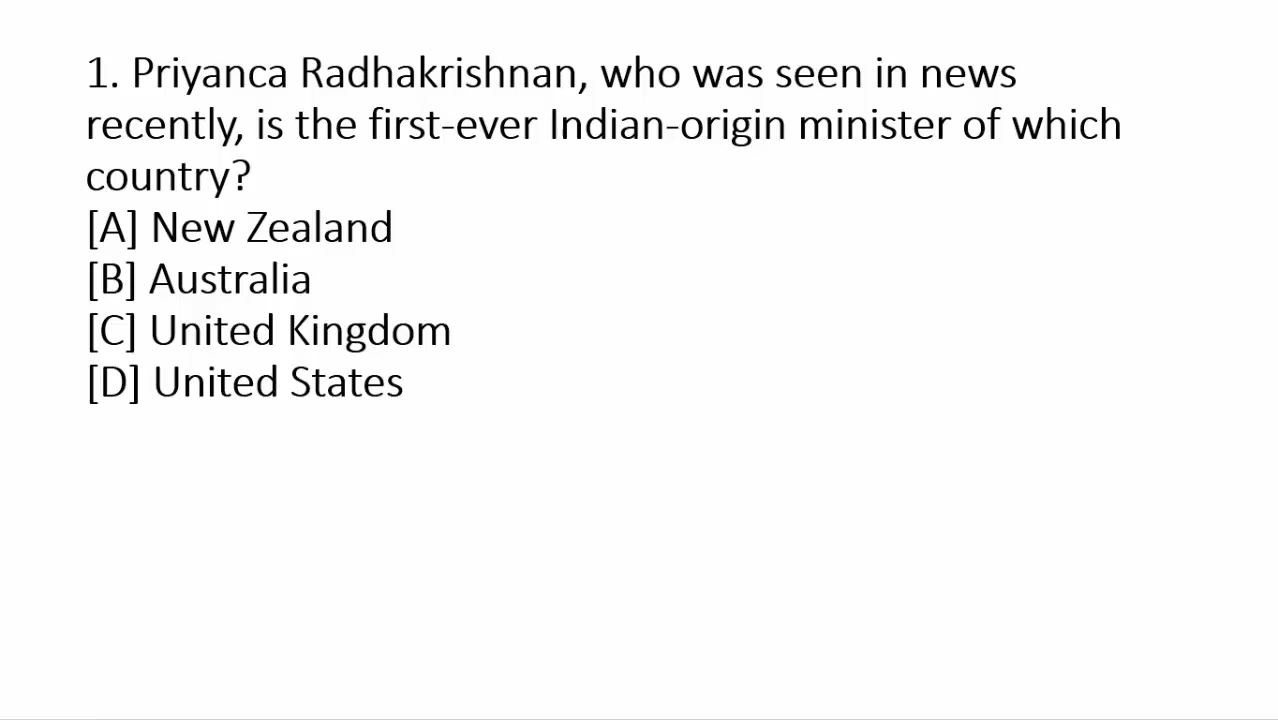 1. Priyanca Radhakrishnan, who was seen in news
recently, is the first-ever Indian-origin minister of which
country?
[A] New Zealand
[B] Australia
[C] United Kingdom
[D] United States